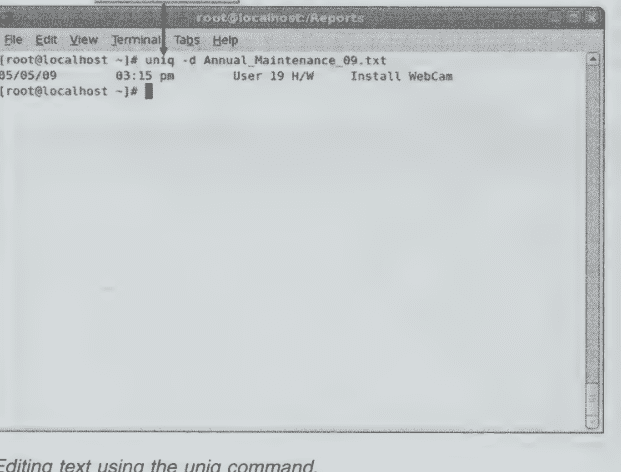 root@localhost:/Reports
File Edit View Terminal Tabs Help
[root@localhost ~]# uniq -d Annual_Maintenance_09.txt
05/05/09 03:15 pm User 19 H/W Install WebCam
[root@localhost ~]#
Editing text using the uniq command.